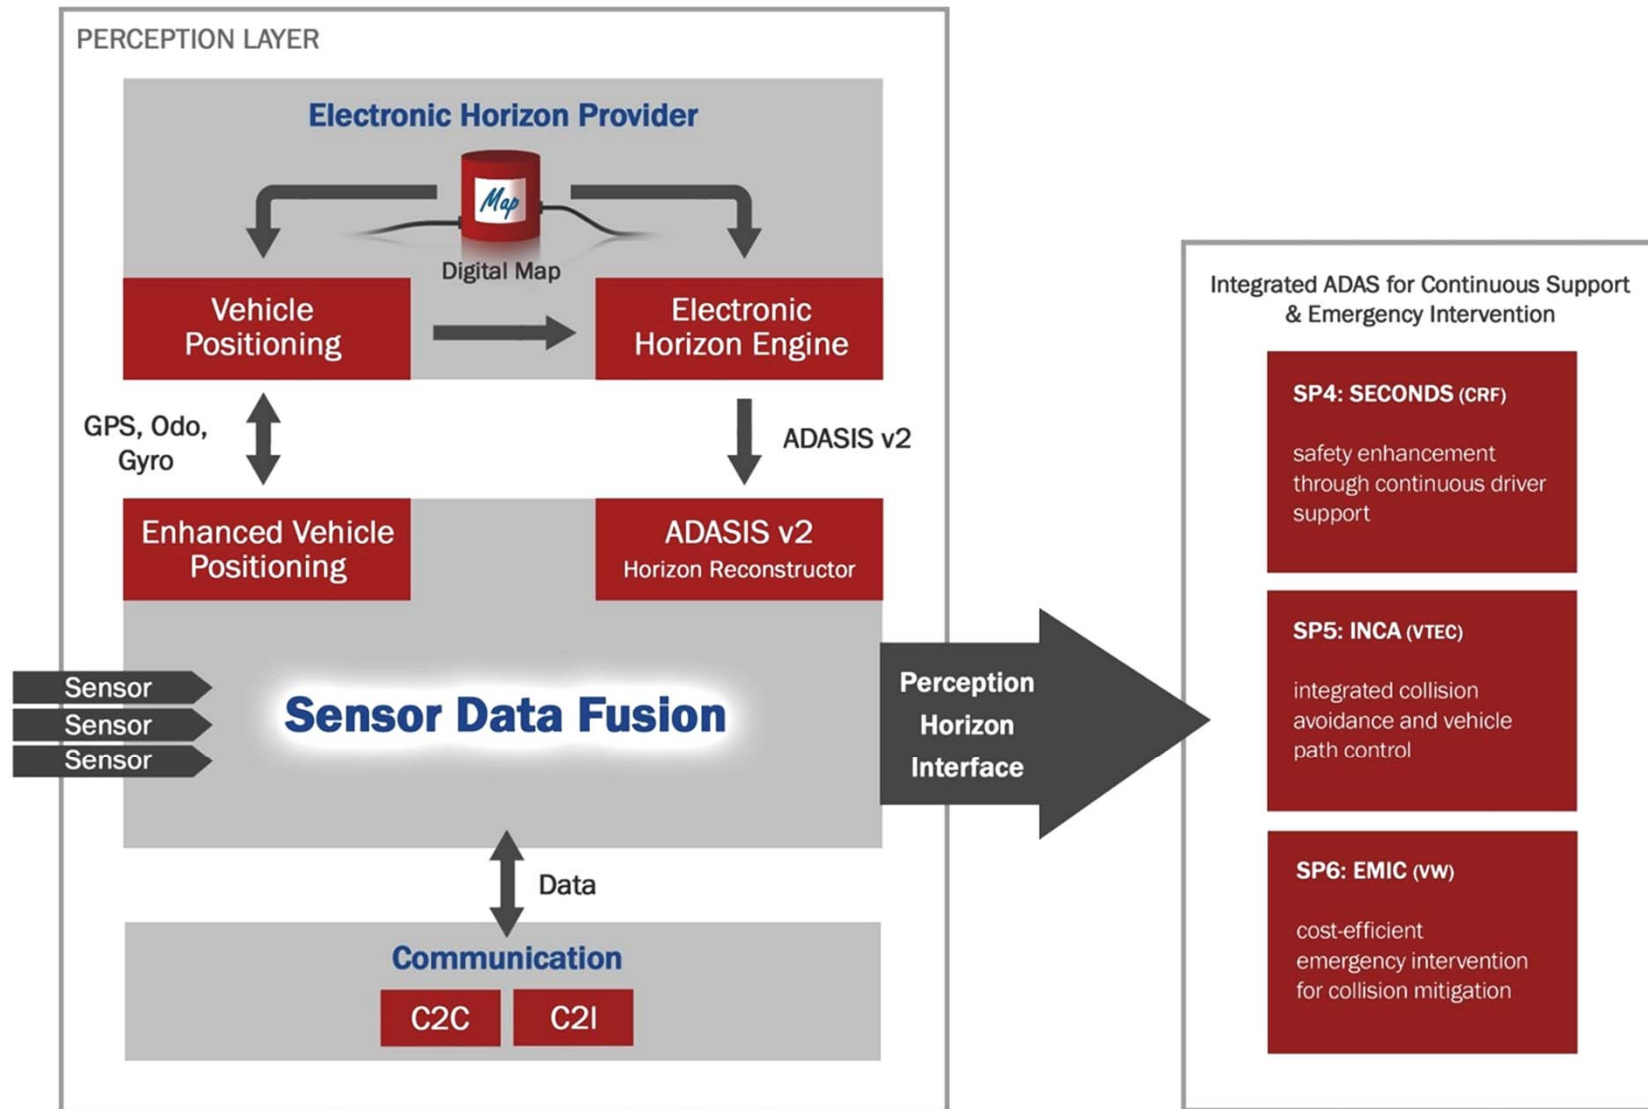 PERCEPTION LAYER
Electronic Horizon Provider
Map
Digital Map
Vehicle
Positioning
Electronic
Horizon Engine
GPS, Odo,
Gyro
ADASIS v2
Enhanced Vehicle
Positioning
ADASIS v2
Horizon Reconstructor
Sensor
Sensor
Sensor
Sensor Data Fusion
Perception
Horizon
Interface
Data
Communication
C2C
C2I
Integrated ADAS for Continuous Support
& Emergency Intervention
SP4: SECONDS (CRF)
safety enhancement
through continuous driver
support
SP5: INCA (VTEC)
integrated collision
avoidance and vehicle
path control
SP6: EMIC (VW)
cost-efficient
emergency intervention
for collision mitigation